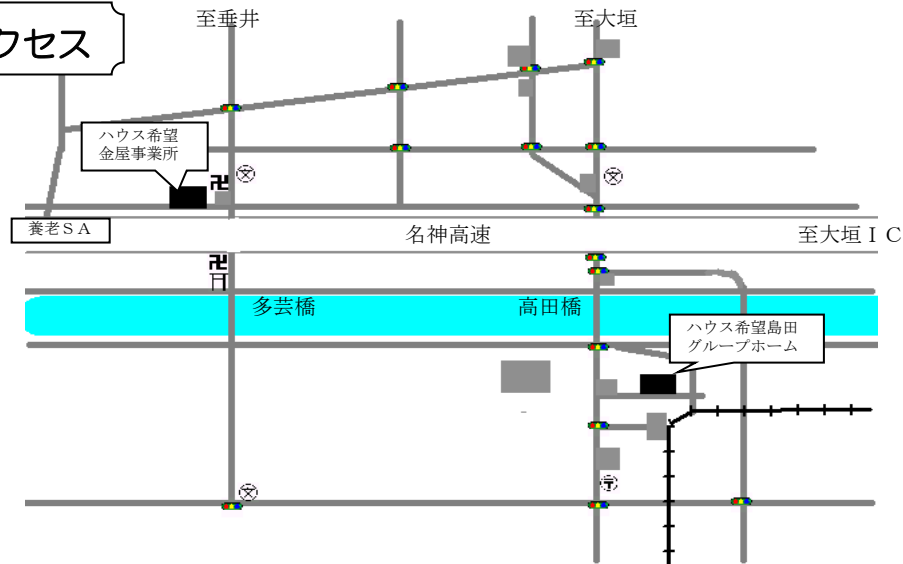 クセス
至垂井
至大垣
ハウス希望
金屋事業所
養老ＳＡ
名神高速
至大垣ＩＣ
多芸橋
高田橋
ハウス希望島田
グループホーム